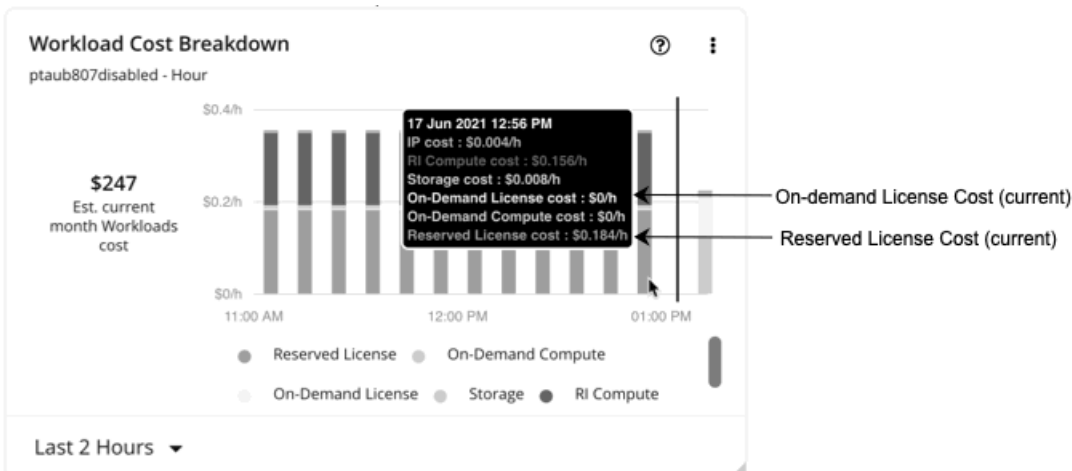 Workload Cost Breakdown
ptaub807disabled - Hour
$0.4/h
17 Jun 2021 12:56 PM
IP cost : $0.004/h
RI Compute cost : $0.156/h
Storage cost : $0.008/h
On-Demand License cost : $0/h
On-Demand Compute cost : $0/h
Reserved License cost : $0.184/h
On-demand License Cost (current)
Reserved License Cost (current)
$247
Est. current
month Workloads
cost
$0.2/h
$0/h
11:00 AM
12:00 PM
01:00 PM
Reserved License
On-Demand Compute
On-Demand License
Storage
RI Compute
Last 2 Hours